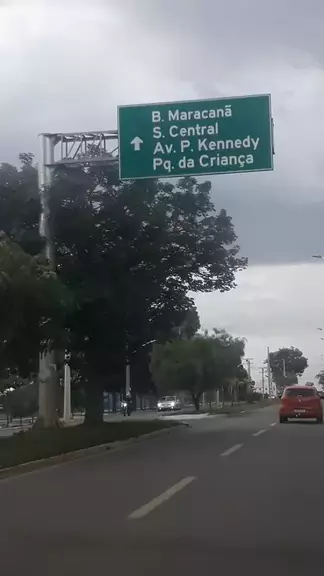 B. Maracanã
S. Central
Av. P. Kennedy
Pq. da Criança